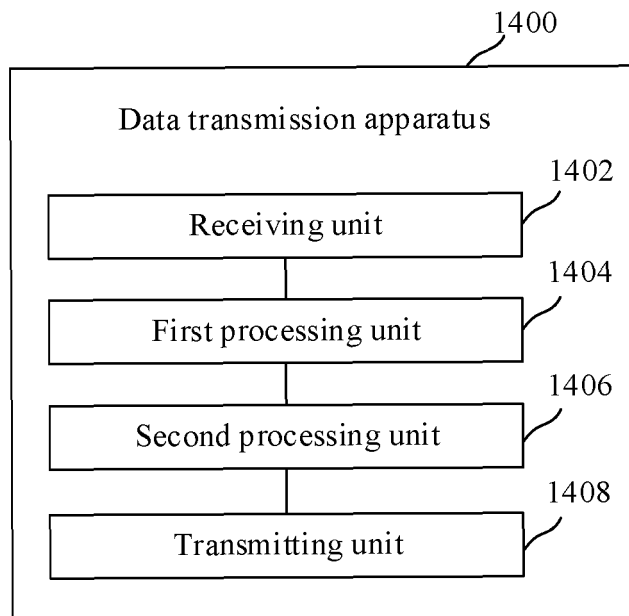 1400
Data transmission apparatus
1402
Receiving unit
1404
First processing unit
1406
Second processing unit
1408
Transmitting unit